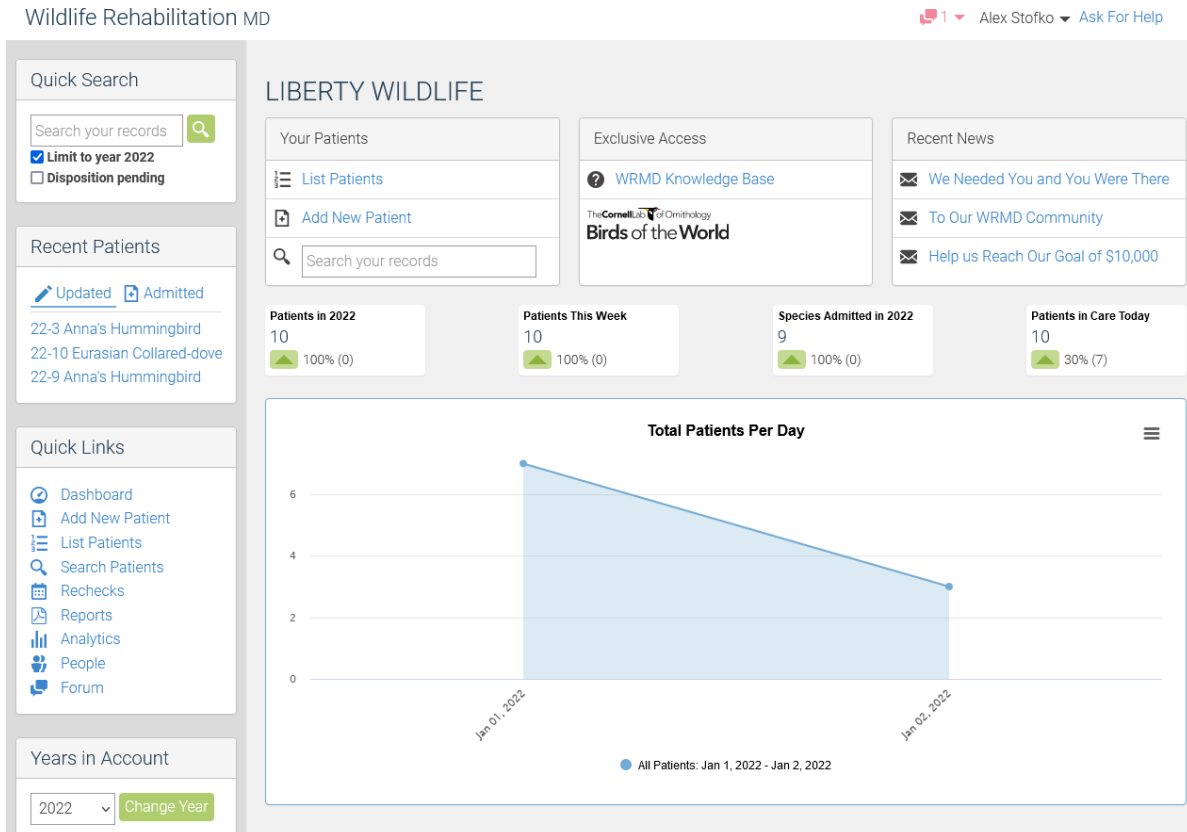 Wildlife Rehabilitation MD
1
Alex Stofko
Ask For Help
Quick Search
Search your records
Limit to year 2022
Disposition pending
Recent Patients
Updated
Admitted
22-3 Anna's Hummingbird
22-10 Eurasian Collared-dove
22-9 Anna's Hummingbird
Quick Links
Dashboard
Add New Patient
List Patients
Search Patients
Rechecks
Reports
Analytics
People
Forum
Years in Account
2022
Change Year
LIBERTY WILDLIFE
Your Patients
List Patients
Add New Patient
Search your records
Exclusive Access
WRMD Knowledge Base
TheCornellLab of Ornithology
Birds of the World
Recent News
We Needed You and You Were There
To Our WRMD Community
Help us Reach Our Goal of $10,000
Patients in 2022
10
100% (0)
Patients This Week
10
100% (0)
Species Admitted in 2022
9
100% (0)
Patients in Care Today
10
30% (7)
Total Patients Per Day
6
4
2
0
Jan 01, 2022
Jan 02, 2022
All Patients: Jan 1, 2022 - Jan 2, 2022